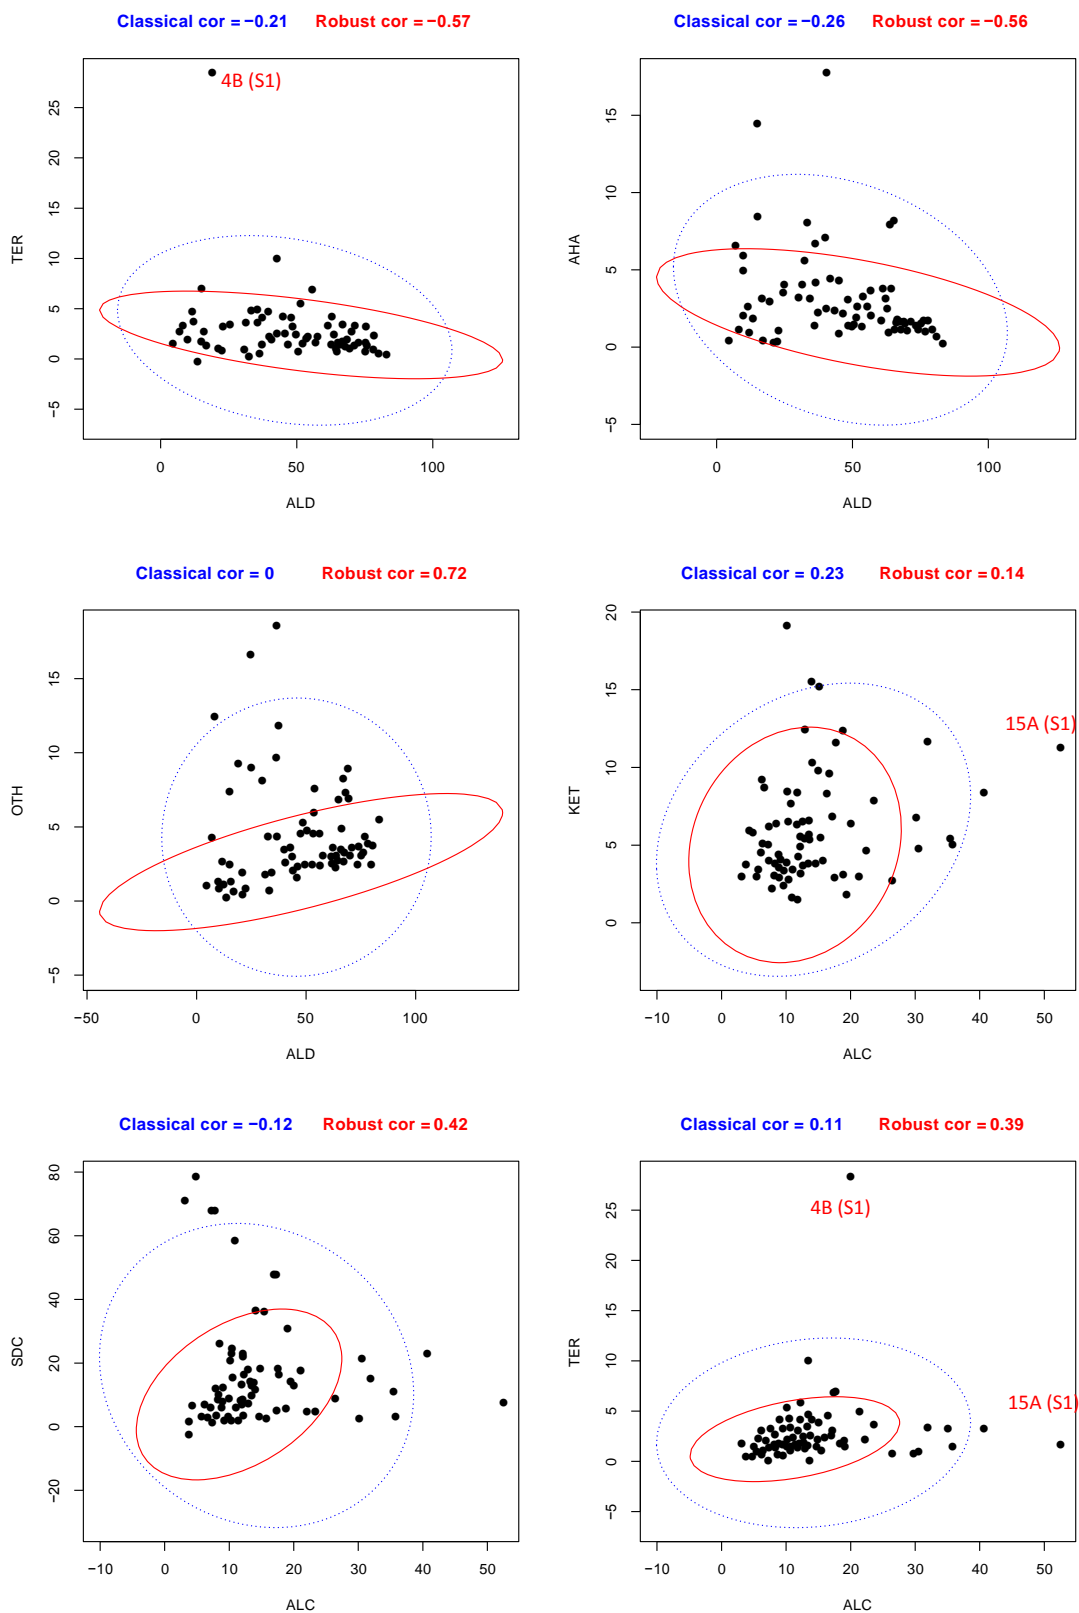 Classical cor = −0.21 Robust cor = −0.57
4B (S1)
25
20
15
10
5
0
−5
TER
0 50 100
ALD
Classical cor = −0.26 Robust cor = −0.56
15
10
5
0
−5
AHA
0 50 100
ALD
Classical cor = 0 Robust cor = 0.72
15
10
5
0
−5
OTH
−50 0 50 100
ALD
Classical cor = 0.23 Robust cor = 0.14
20
15
15A (S1)
10
5
0
KET
−10 0 10 20 30 40 50
ALC
Classical cor = −0.12 Robust cor = 0.42
80
60
40
20
0
−20
SDC
−10 0 10 20 30 40 50
ALC
Classical cor = 0.11 Robust cor = 0.39
4B (S1)
25
20
15
10
5
0
−5
TER
15A (S1)
−10 0 10 20 30 40 50
ALC